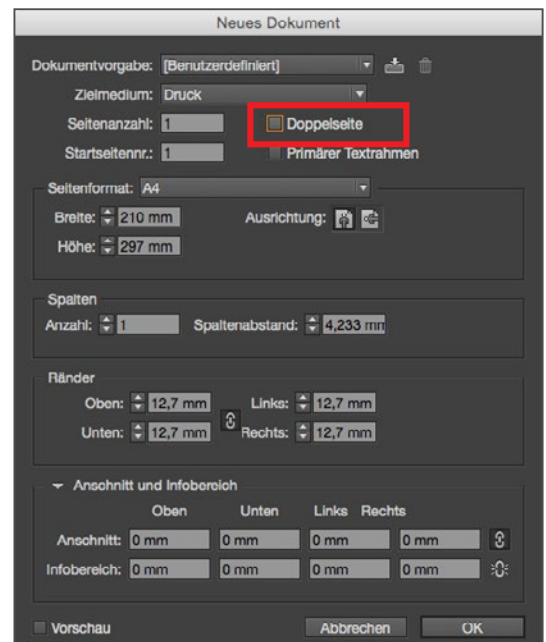 Neues Dokument
Dokumentvorgabe: [Benutzerdefiniert]
Zielmedium: Druck
Seitenanzahl: 1 Doppelseite
Startseitennr.: 1 Primärer Textrahmen
Seitenformat: A4
Breite: 210 mm Ausrichtung:
Höhe: 297 mm
Spalten
Anzahl: 1 Spaltenabstand: 4,233 mm
Ränder
Oben: 12,7 mm Links: 12,7 mm
Unten: 12,7 mm Rechts: 12,7 mm
Anschnitt und Infobereich
Oben Unten Links Rechts
Anschnitt: 0 mm 0 mm 0 mm 0 mm
Infobereich: 0 mm 0 mm 0 mm 0 mm
Vorschau Abbrechen OK